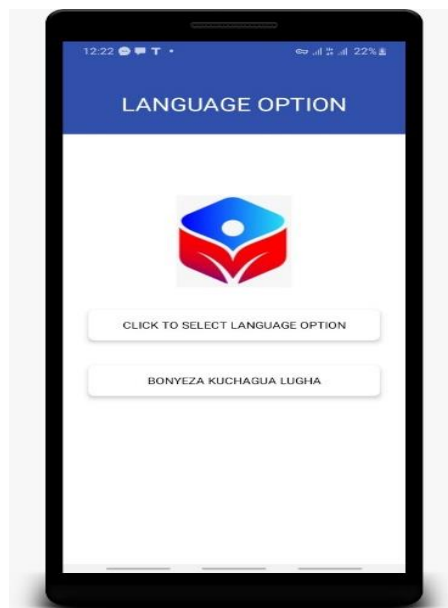 12:22 T • 22%
LANGUAGE OPTION
CLICK TO SELECT LANGUAGE OPTION
BONYEZA KUCHAGUA LUGHA